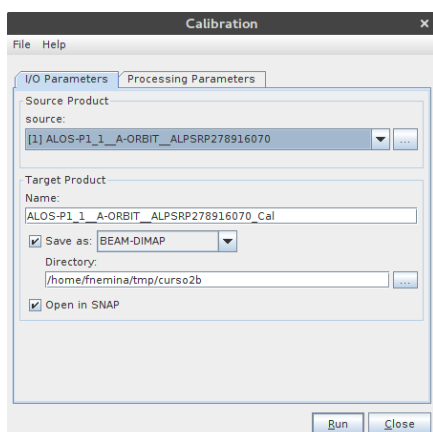 Calibration ×
File Help
I/O Parameters Processing Parameters
Source Product
source:
[1] ALOS-P1_1__A-ORBIT__ALPSRP278916070 ...
Target Product
Name:
ALOS-P1_1__A-ORBIT__ALPSRP278916070_Cal
Save as: BEAM-DIMAP
Directory:
/home/fnemina/tmp/curso2b ...
Open in SNAP
Run Close